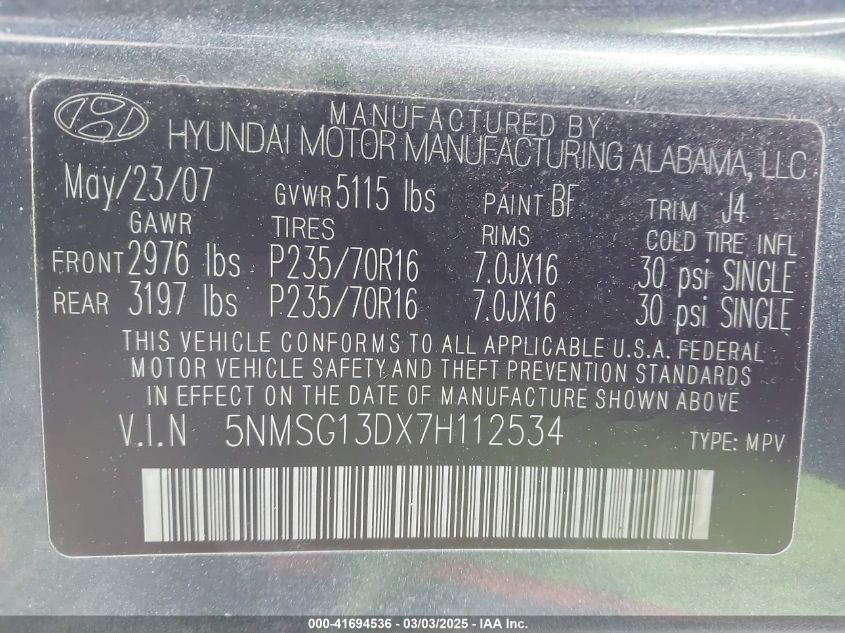 MANUFACTURED BY
HYUNDAI MOTOR MANUFACTURING ALABAMA, LLC
May/23/07 GVWR 5115 lbs PAINT BF TRIM J4
GAWR TIRES RIMS COLD TIRE INFL
FRONT 2976 lbs P235/70R16 7.0JX16 30 psi SINGLE
REAR 3197 lbs P235/70R16 7.0JX16 30 psi SINGLE
THIS VEHICLE CONFORMS TO ALL APPLICABLE U.S.A. FEDERAL
MOTOR VEHICLE SAFETY AND THEFT PREVENTION STANDARDS
IN EFFECT ON THE DATE OF MANUFACTURE SHOWN ABOVE
V.I.N 5NMSG13DX7H112534 TYPE: MPV
000-41694536 - 03/03/2025 - IAA Inc.